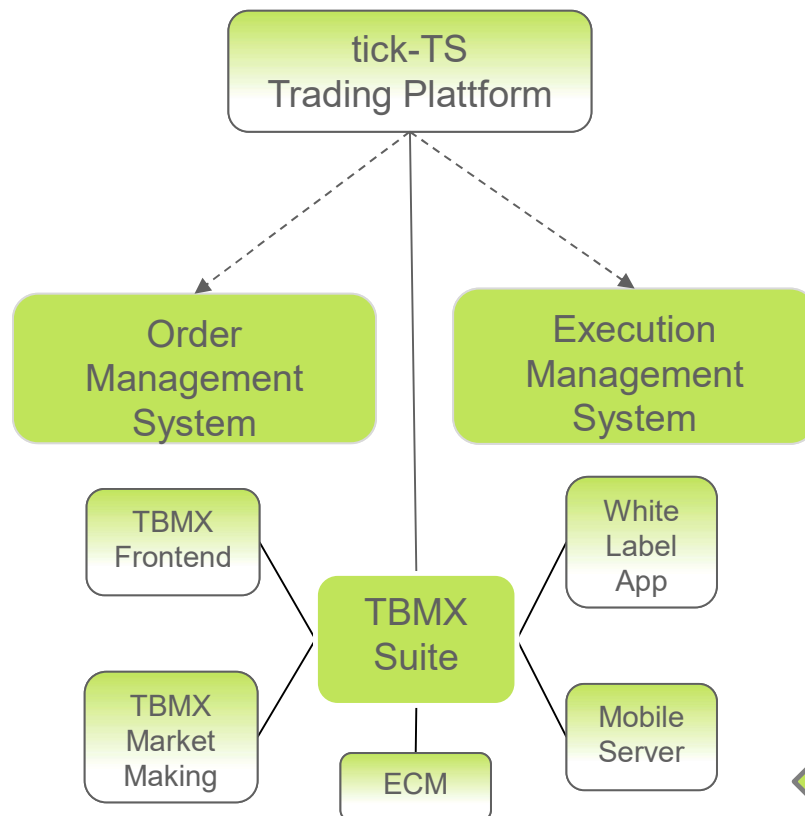 tick-TS
Trading Plattform
Order
Management
System
Execution
Management
System
TBMX
Frontend
White
Label
App
TBMX
Suite
TBMX
Market
Making
Mobile
Server
ECM